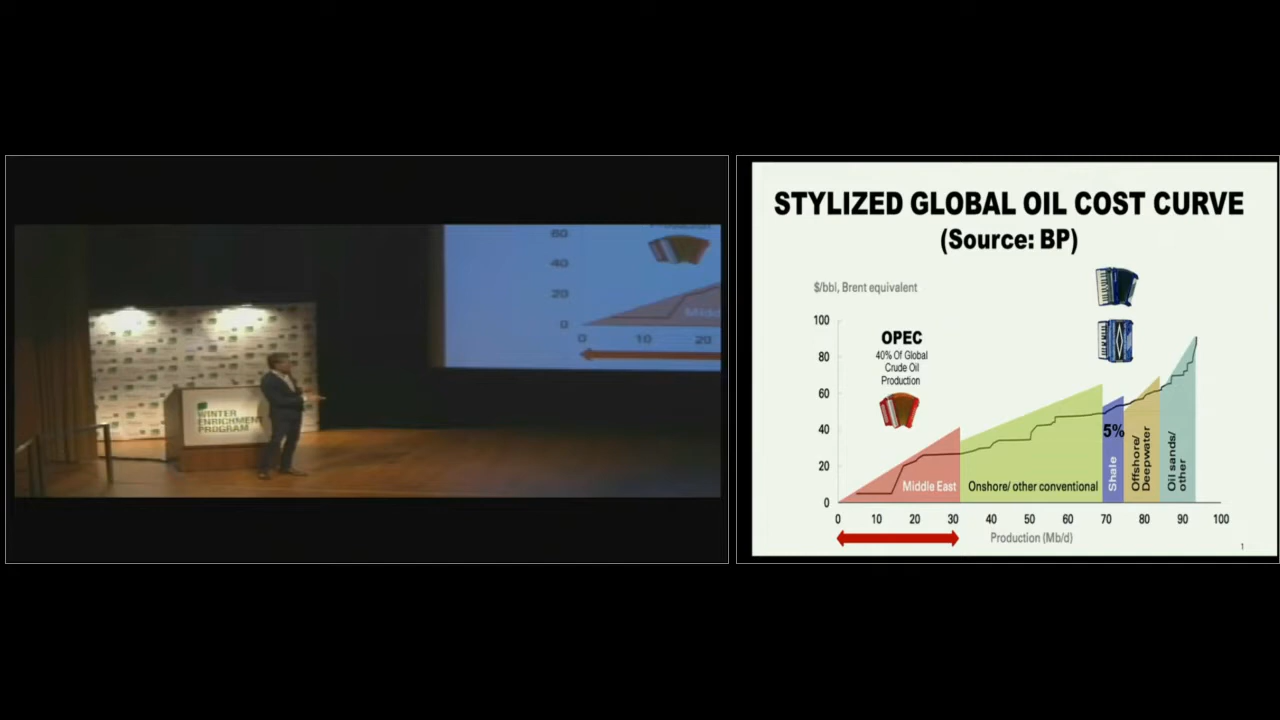 60
40
20
0
0
10
20
WINTER
ENRICHMENT
PROGRAM
STYLIZED GLOBAL OIL COST CURVE
(Source: BP)
$/bbl, Brent equivalent
100
80
60
40
20
0
OPEC
40% Of Global
Crude Oil
Production
5%
Middle East
Onshore/ other conventional
Shale
Offshore/
Deepwater
Oil sands/
other
0 10 20 30 40 50 60 70 80 90 100
Production (Mb/d)
1